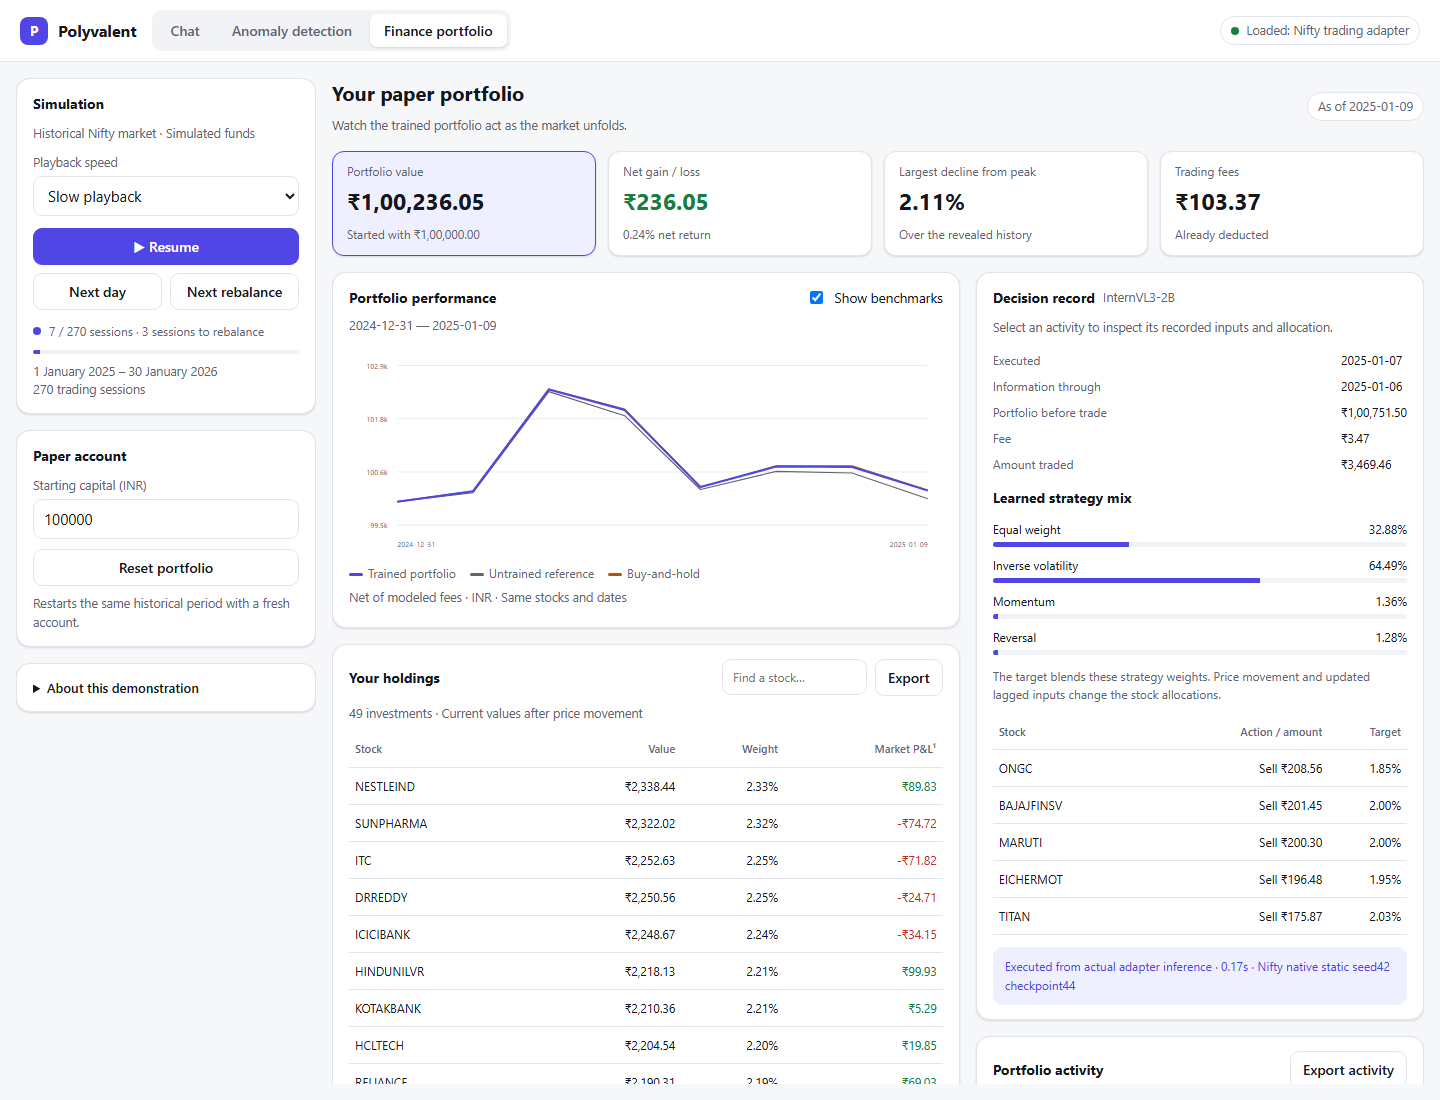 P Polyvalent Chat Anomaly detection Finance portfolio Loaded: Nifty trading adapter
Simulation
Historical Nifty market · Simulated funds
Playback speed
Slow playback
▶ Resume
Next day Next rebalance
7 / 270 sessions · 3 sessions to rebalance
1 January 2025 – 30 January 2026
270 trading sessions
Paper account
Starting capital (INR)
100000
Reset portfolio
Restarts the same historical period with a fresh
account.
▶ About this demonstration
Your paper portfolio
Watch the trained portfolio act as the market unfolds.
As of 2025-01-09
Portfolio value
₹1,00,236.05
Started with ₹1,00,000.00
Net gain / loss
₹236.05
0.24% net return
Largest decline from peak
2.11%
Over the revealed history
Trading fees
₹103.37
Already deducted
Portfolio performance Show benchmarks
2024-12-31 — 2025-01-09
102.9k
101.8k
100.6k
99.5k
2024-12-31 2025-01-09
Trained portfolio Untrained reference Buy-and-hold
Net of modeled fees · INR · Same stocks and dates
Your holdings Find a stock... Export
49 investments · Current values after price movement
Stock Value Weight Market P&L¹
NESTLEIND ₹2,338.44 2.33% ₹89.83
SUNPHARMA ₹2,322.02 2.32% -₹74.72
ITC ₹2,252.63 2.25% -₹71.82
DRREDDY ₹2,250.56 2.25% -₹24.71
ICICIBANK ₹2,248.67 2.24% -₹34.15
HINDUNILVR ₹2,218.13 2.21% ₹99.93
KOTAKBANK ₹2,210.36 2.21% ₹5.29
HCLTECH ₹2,204.54 2.20% ₹19.85
RELIANCE ₹2,190.31 2.19% ₹69.03
Decision record InternVL3-2B
Select an activity to inspect its recorded inputs and allocation.
Executed 2025-01-07
Information through 2025-01-06
Portfolio before trade ₹1,00,751.50
Fee ₹3.47
Amount traded ₹3,469.46
Learned strategy mix
Equal weight 32.88%
Inverse volatility 64.49%
Momentum 1.36%
Reversal 1.28%
The target blends these strategy weights. Price movement and updated
lagged inputs change the stock allocations.
Stock Action / amount Target
ONGC Sell ₹208.56 1.85%
BAJAJFINSV Sell ₹201.45 2.00%
MARUTI Sell ₹200.30 2.00%
EICHERMOT Sell ₹196.48 1.95%
TITAN Sell ₹175.87 2.03%
Executed from actual adapter inference · 0.17s · Nifty native static seed42
checkpoint44
Portfolio activity Export activity